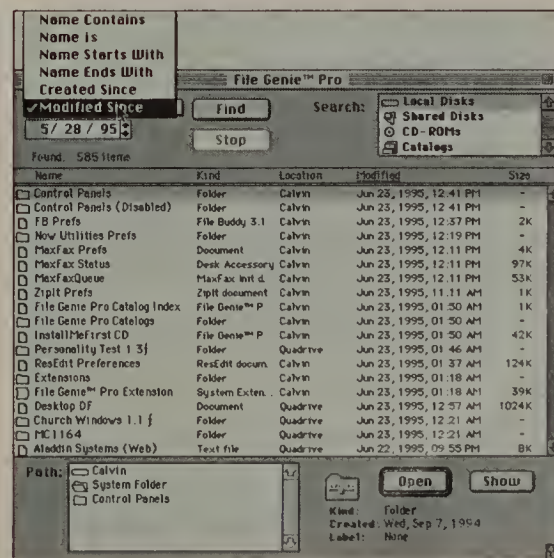 Name Contains
Name is
Name Starts With
Name Ends With
Created Since
✓Modified Since
File Genie™ Pro
Find
Search:
Local Disks
Shared Disks
CD-ROMs
Catalogs
5/ 28 / 95
Stop
Found: 585 items
Name Kind Location Modified Size
Control Panels Folder Calvin Jun 23, 1995, 12:41 PM -
Control Panels (Disabled) Folder Calvin Jun 23, 1995, 12:41 PM -
FB Prefs File Buddy 3.1 Calvin Jun 23, 1995, 12:37 PM 2K
Now Utilities Prefs Folder Calvin Jun 23, 1995, 12:19 PM -
MaxFax Prefs Document Calvin Jun 23, 1995, 12:11 PM 4K
MaxFax Status Desk Accessory Calvin Jun 23, 1995, 12:11 PM 97K
MaxFaxQueue MaxFax Init d. Calvin Jun 23, 1995, 12:11 PM 53K
ZipIt Prefs ZipIt document Calvin Jun 23, 1995, 11:11 AM 1K
File Genie Pro Catalog Index File Genie™ P Calvin Jun 23, 1995, 01:50 AM 1K
File Genie Pro Catalogs Folder Calvin Jun 23, 1995, 01:50 AM -
InstallMeFirst CD File Genie™ P Calvin Jun 23, 1995, 01:50 AM 42K
Personality Test 1.3ƒ Folder Quadrive Jun 23, 1995, 01:46 AM -
ResEdit Preferences ResEdit docum. Calvin Jun 23, 1995, 01:37 AM 124K
Extensions Folder Calvin Jun 23, 1995, 01:18 AM -
File Genie™ Pro Extension System Exten.. Calvin Jun 23, 1995, 01:18 AM 39K
Desktop DF Document Quadrive Jun 23, 1995, 12:57 AM 1024K
Church Windows 1.1 ƒ Folder Quadrive Jun 23, 1995, 12:21 AM -
MC1164 Folder Quadrive Jun 23, 1995, 12:21 AM -
Aladdin Systems (Web) Text file Quadrive Jun 22, 1995, 09:55 PM 8K
Path:
Calvin
System Folder
Control Panels
Open
Show
Kind: Folder
Created: Wed, Sep 7, 1994
Label: None